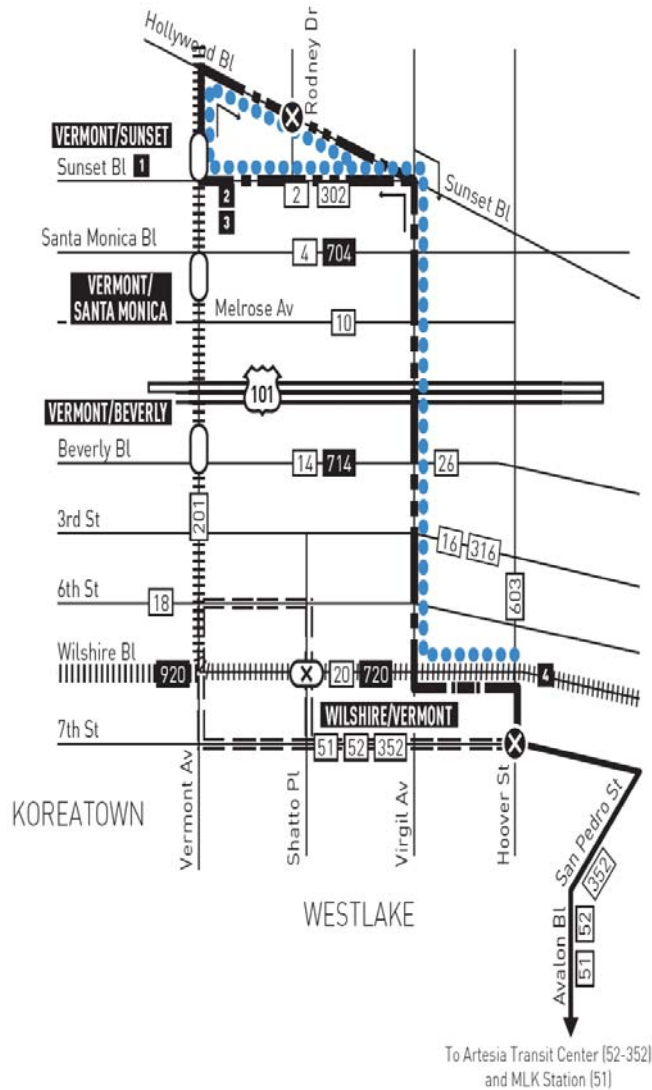 Hollywood Bl
Rodney Dr
VERMONT/SUNSET
Sunset Bl 1
2
3
2 302
Sunset Bl
Santa Monica Bl
4 704
VERMONT/
SANTA MONICA
Melrose Av
10
101
VERMONT/BEVERLY
Beverly Bl
14 714
26
201
3rd St
16 316
6th St
18
603
Wilshire Bl
920
X
20 720
4
WILSHIRE/VERMONT
7th St
51 52 352
X
Vermont Av
Shatto Pl
Virgil Av
Hoover St
KOREATOWN
WESTLAKE
San Pedro St
352
Avalon Bl
51 52
To Artesia Transit Center (52-352)
and MLK Station (51)